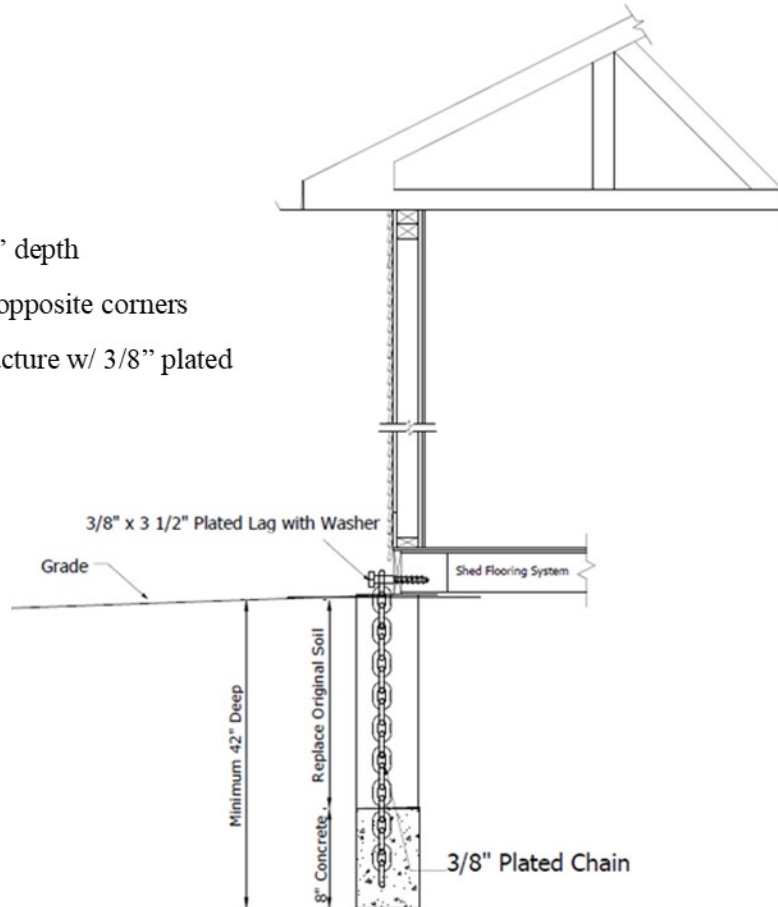 ” depth
opposite corners
cture w/ 3/8” plated
3/8" x 3 1/2" Plated Lag with Washer
Grade
Shed Flooring System
Minimum 42" Deep
Replace Original Soil
8" Concrete
3/8" Plated Chain